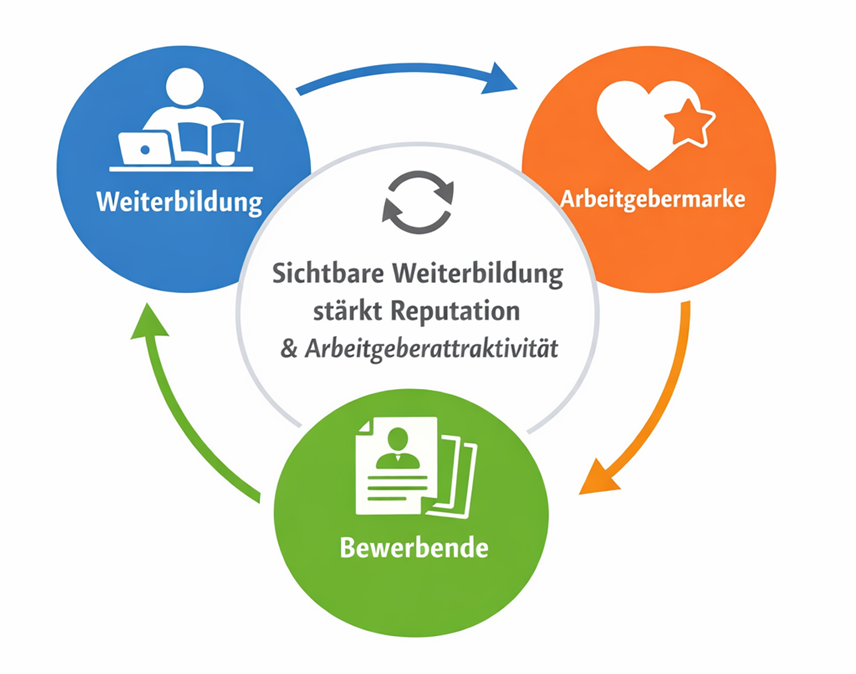 Weiterbildung
Arbeitgebermarke
Sichtbare Weiterbildung
stärkt Reputation
& Arbeitgeberattraktivität
Bewerbende